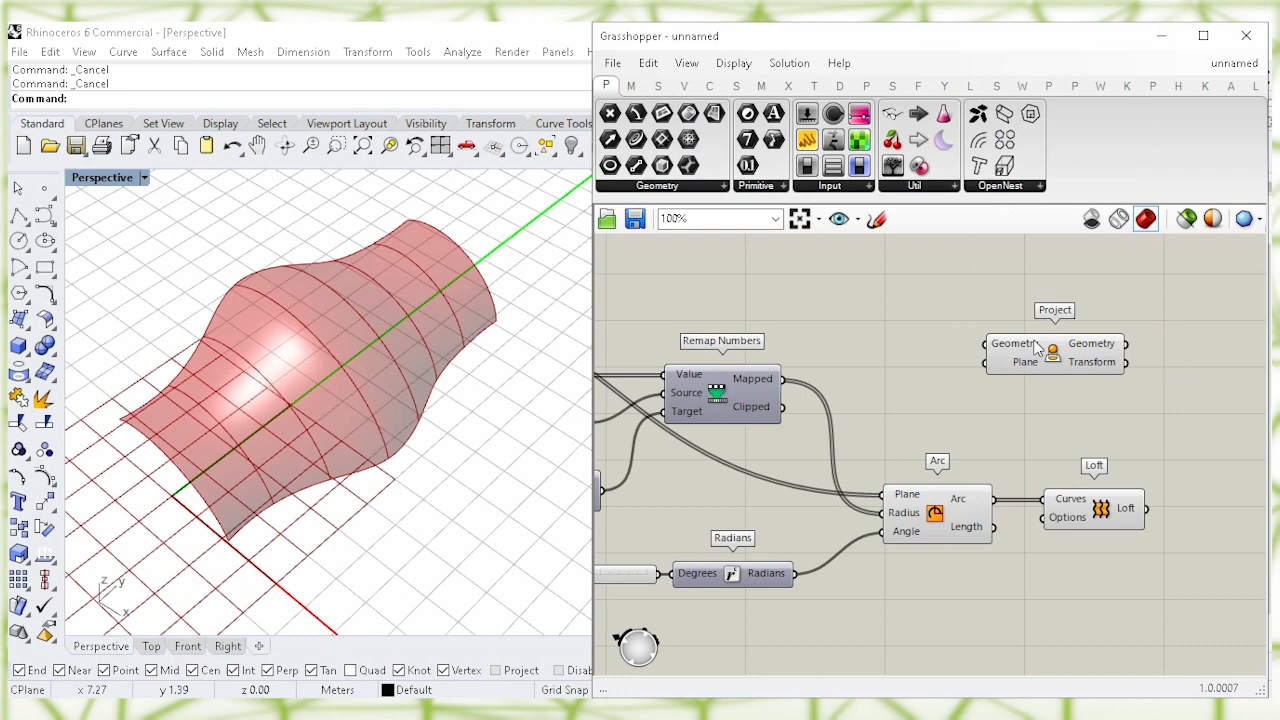 Rhinoceros 6 Commercial - [Perspective]
File Edit View Curve Surface Solid Mesh Dimension Transform Tools Analyze Render Panels
Command: _Cancel
Command: _Cancel
Command:
Standard CPlanes Set View Display Select Viewport Layout Visibility Transform Curve Tools
Perspective
z y
x
Perspective Top Front Right
End Near Point Mid Cen Int Perp Tan Quad Knot Vertex Project
CPlane x 7.27 y 1.39 z 0.00 Meters Default Grid Snap
Grasshopper - unnamed
File Edit View Display Solution Help unnamed
P M S V C S M X T D P S F Y L S P P W K P H K A L
Geometry Primitive Input Util OpenNest
100%
Project
Geometry Geometry
Plane Transform
Remap Numbers
Value Mapped
Source
Target Clipped
Arc
Plane Arc
Radius
Angle Length
Loft
Curves Loft
Options
Radians
Degrees Radians
... 1.0.0007